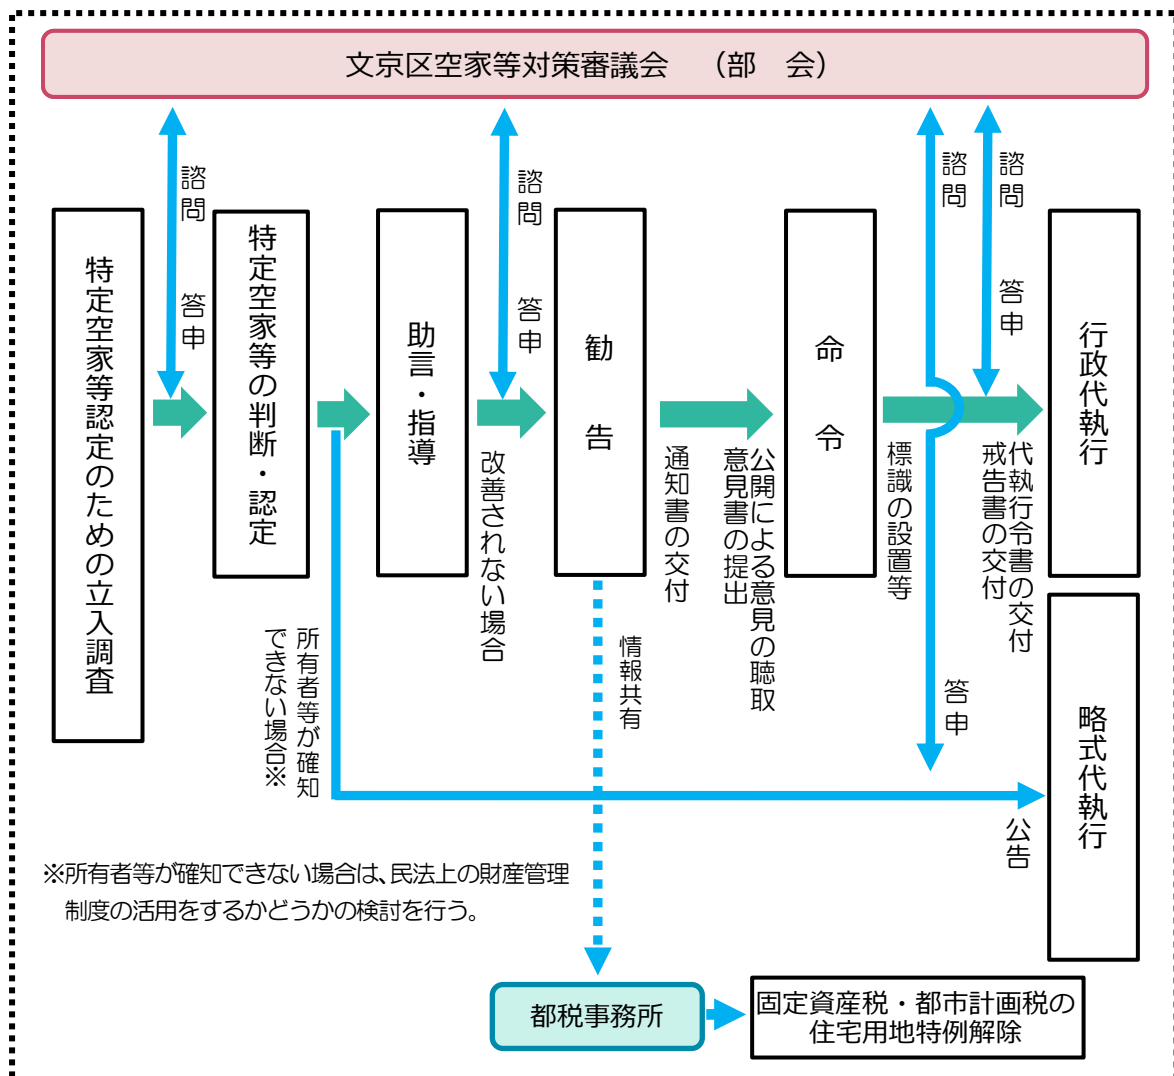 文京区空家等対策審議会　（部　会）
諮問
答申
諮問
答申
諮問
答申
諮問
答申
特定空家等認定のための立入調査
特定空家等の判断・認定
助言・指導
勧　告
命　令
行政代執行
所有者等が確知
できない場合※
改善されない場合
情報共有
通知書の交付
公開による意見の聴取
意見書の提出
標識の設置等
代執行令書の交付
戒告書の交付
略式代執行
公告
※所有者等が確知できない場合は、民法上の財産管理
制度の活用をするかどうかの検討を行う。
都税事務所
固定資産税・都市計画税の
住宅用地特例解除